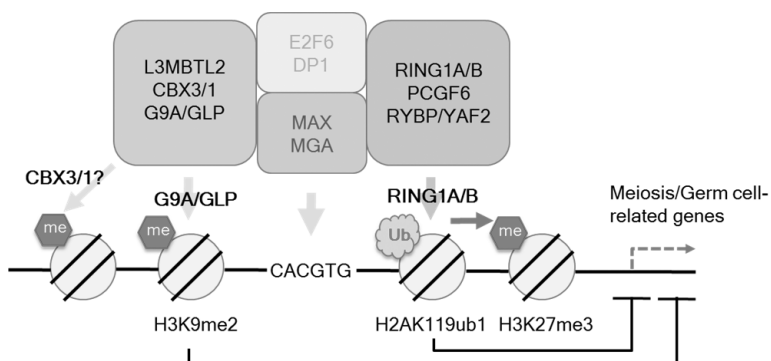 L3MBTL2
CBX3/1
G9A/GLP
E2F6
DP1
MAX
MGA
RING1A/B
PCGF6
RYBP/YAF2
CBX3/1?
G9A/GLP
RING1A/B
Meiosis/Germ cell-
related genes
me
me
Ub
me
CACGTG
H3K9me2
H2AK119ub1
H3K27me3